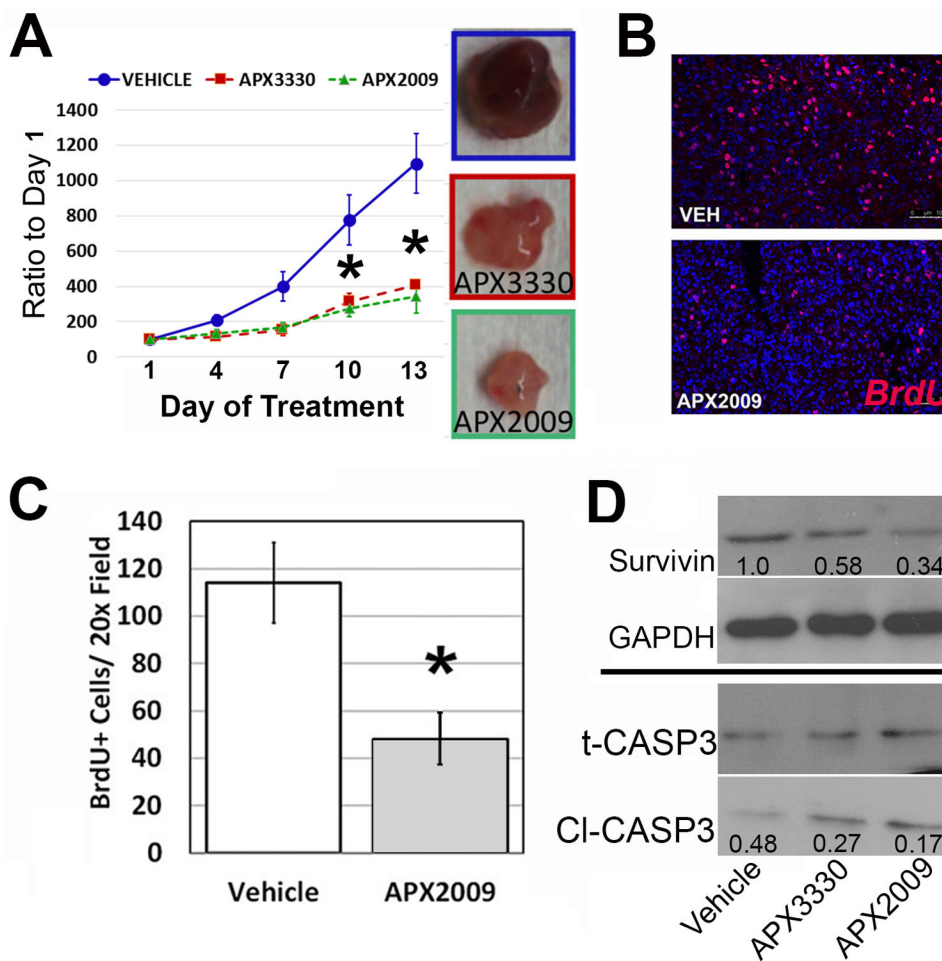 A
VEHICLE APX3330 APX2009
Ratio to Day 1
1400
1200
1000
800
600
400
200
0
* *
1 4 7 10 13
Day of Treatment
APX3330
APX2009
B
VEH
APX2009
BrdU
C
BrdU+ Cells/ 20x Field
140
120
100
80
60
40
20
0
*
Vehicle APX2009
D
Survivin
1.0 0.58 0.34
GAPDH
t-CASP3
Cl-CASP3
0.48 0.27 0.17
Vehicle APX3330 APX2009